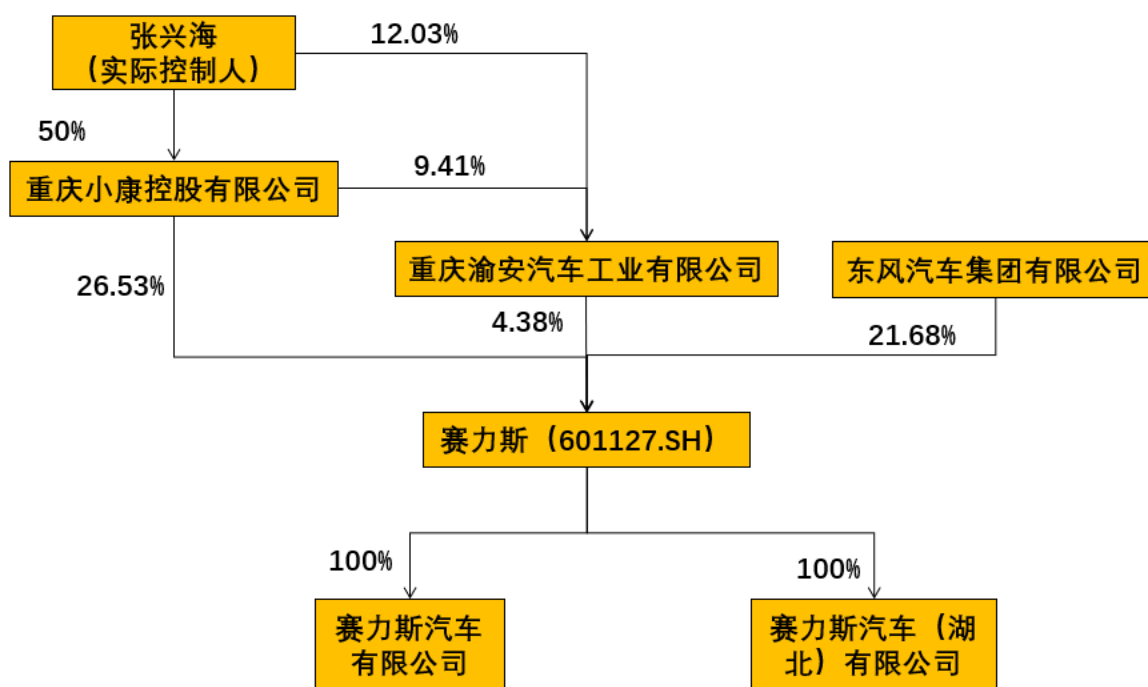 张兴海
（实际控制人）
12.03%
50%
9.41%
重庆小康控股有限公司
重庆渝安汽车工业有限公司
东风汽车集团有限公司
26.53%
4.38%
21.68%
赛力斯（601127.SH）
100%
100%
赛力斯汽车
有限公司
赛力斯汽车（湖
北）有限公司